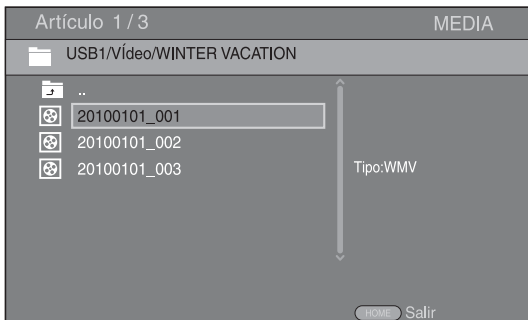 Artículo 1/3 MEDIA
USB1/VÍdeo/WINTER VACATION
..
20100101_001
20100101_002
20100101_003
Tipo:WMV
HOME Salir